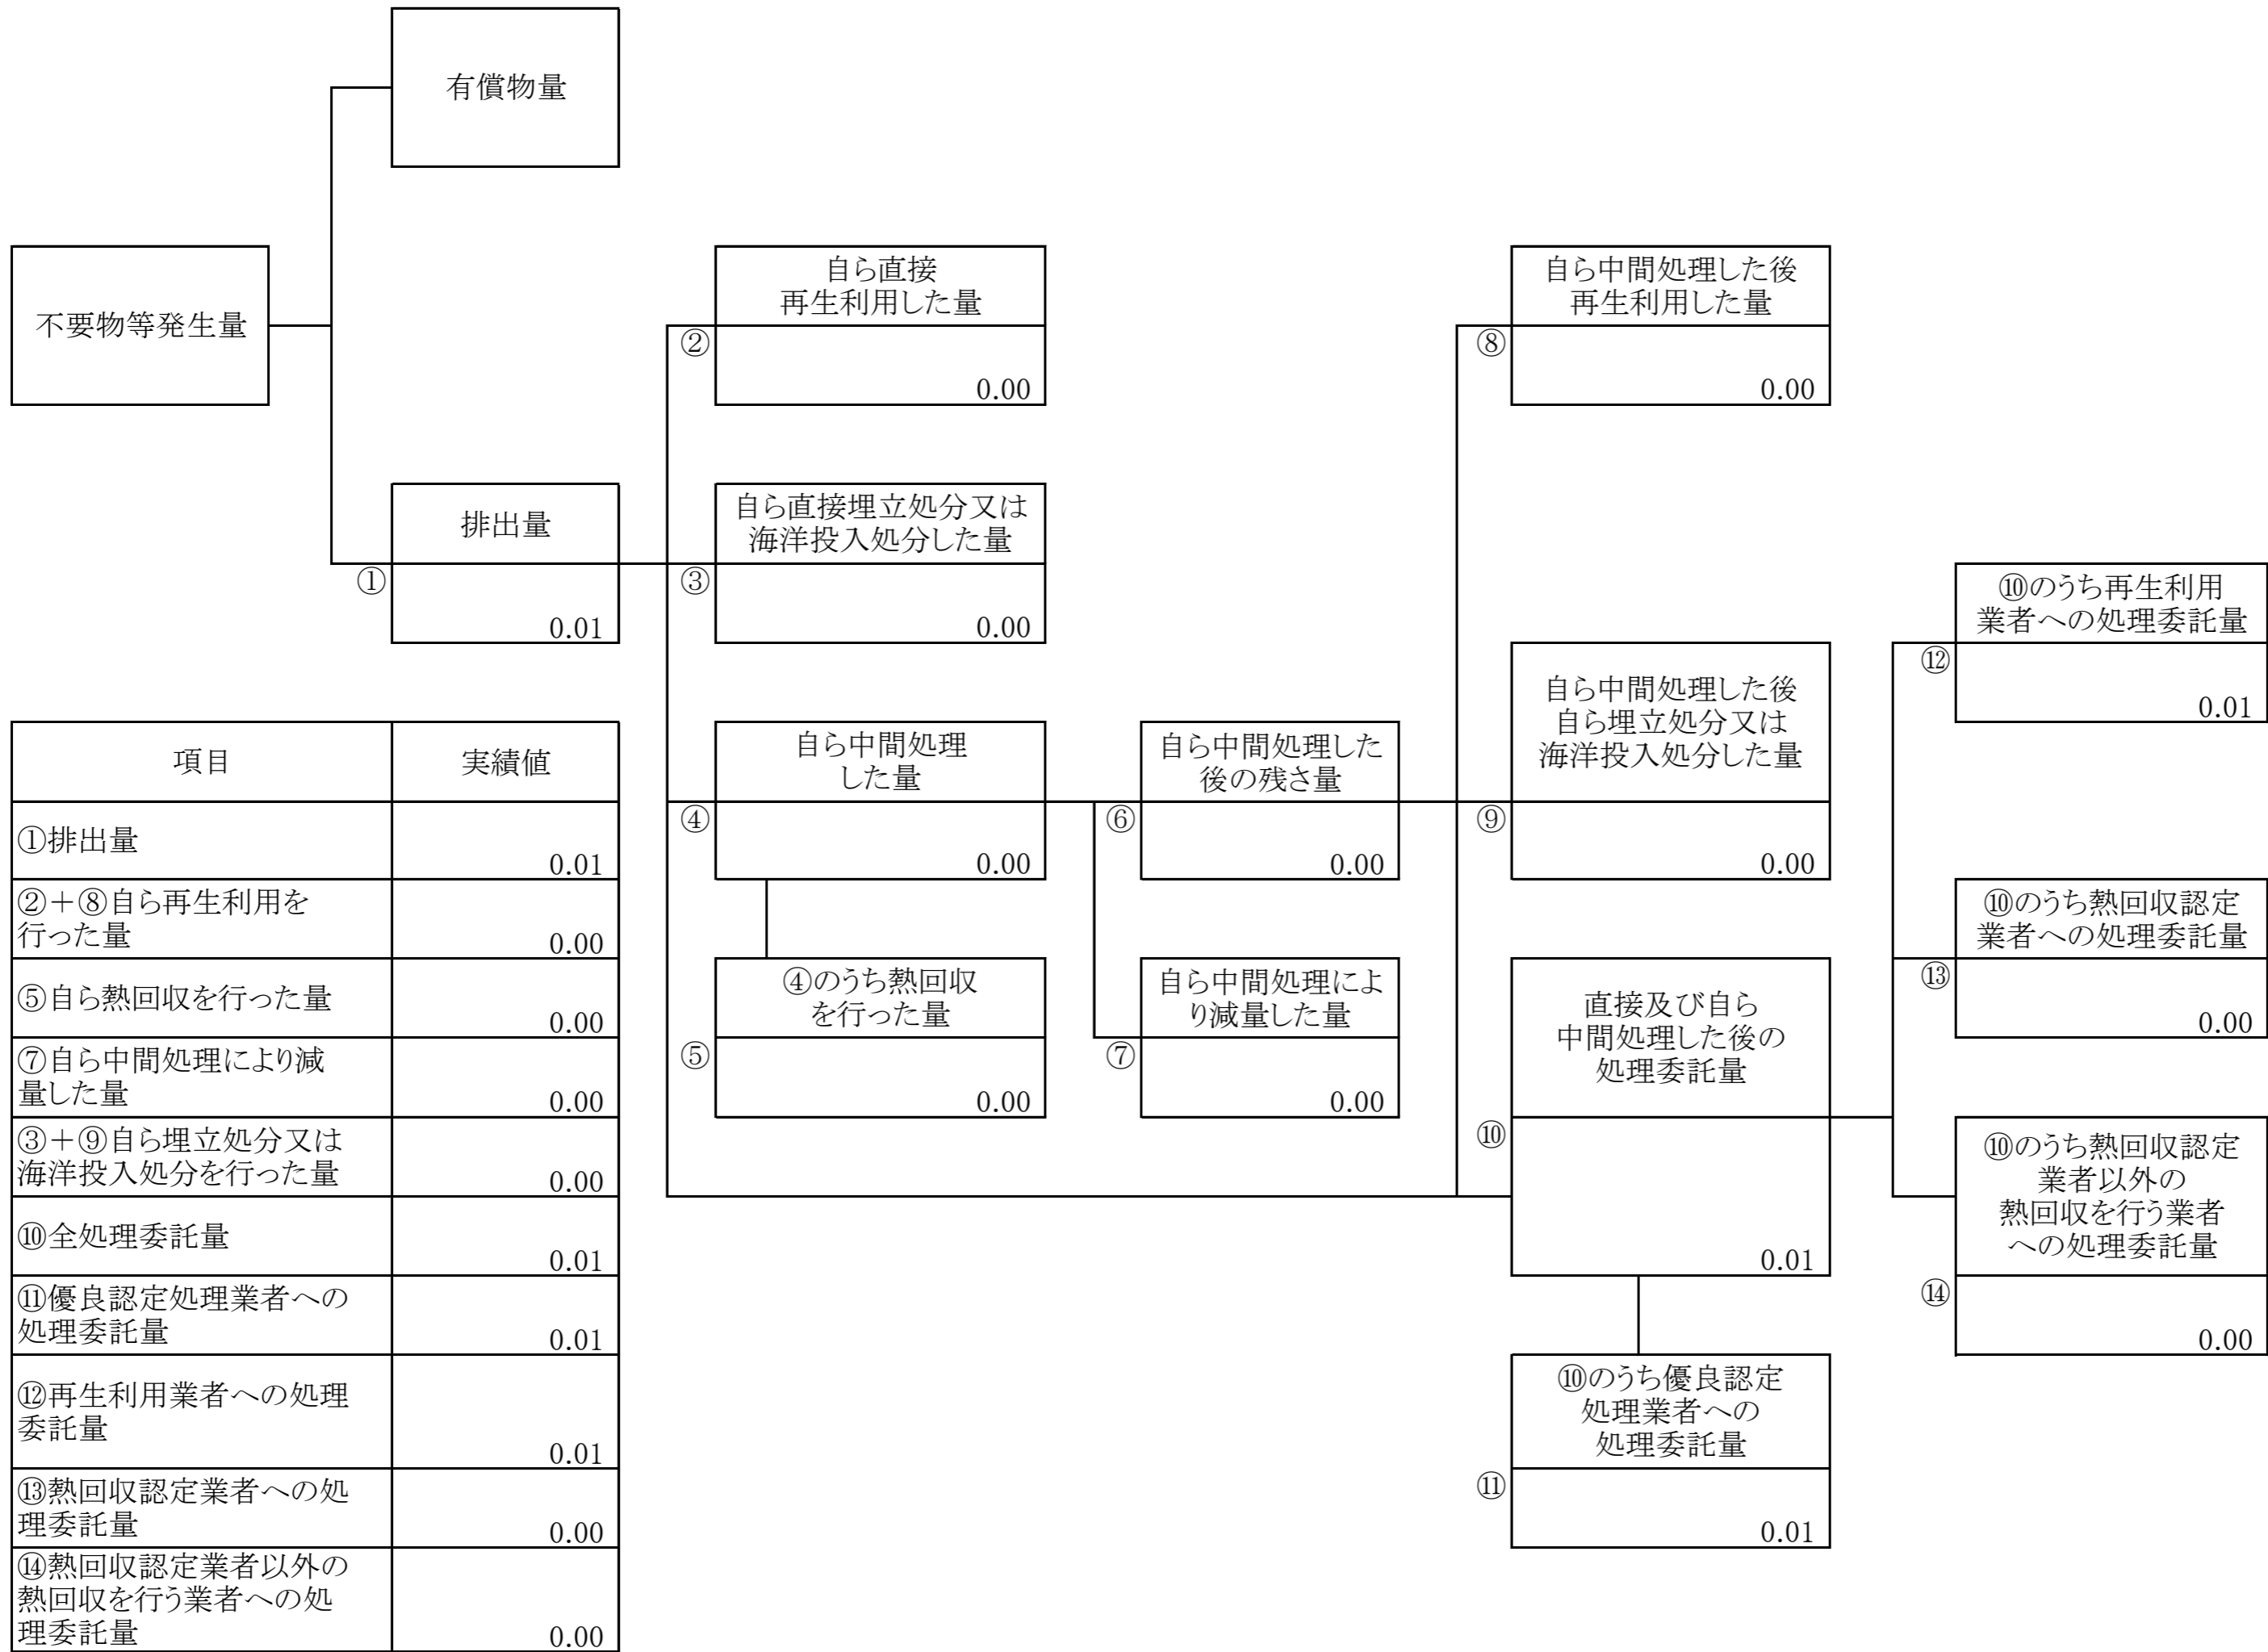 有償物量
不要物等発生量
自ら直接
再生利用した量
②
0.00
自ら中間処理した後
再生利用した量
⑧
0.00
排出量
①
0.01
自ら直接埋立処分又は
海洋投入処分した量
③
0.00
⑩のうち再生利用
業者への処理委託量
⑫
0.01
自ら中間処理
した量
④
0.00
自ら中間処理した
後の残さ量
⑥
0.00
自ら中間処理した後
自ら埋立処分又は
海洋投入処分した量
⑨
0.00
⑩のうち熱回収認定
業者への処理委託量
⑬
0.00
④のうち熱回収
を行った量
⑤
0.00
自ら中間処理によ
り減量した量
⑦
0.00
直接及び自ら
中間処理した後の
処理委託量
⑩
0.01
⑩のうち熱回収認定
業者以外の
熱回収を行う業者
への処理委託量
⑭
0.00
⑩のうち優良認定
処理業者への
処理委託量
⑪
0.01
項目 実績値
①排出量
0.01
②+⑧自ら再生利用を
行った量
0.00
⑤自ら熱回収を行った量
0.00
⑦自ら中間処理により減
量した量
0.00
③+⑨自ら埋立処分又は
海洋投入処分を行った量
0.00
⑩全処理委託量
0.01
⑪優良認定処理業者への
処理委託量
0.01
⑫再生利用業者への処理
委託量
0.01
⑬熱回収認定業者への処
理委託量
0.00
⑭熱回収認定業者以外の
熱回収を行う業者への処
理委託量
0.00